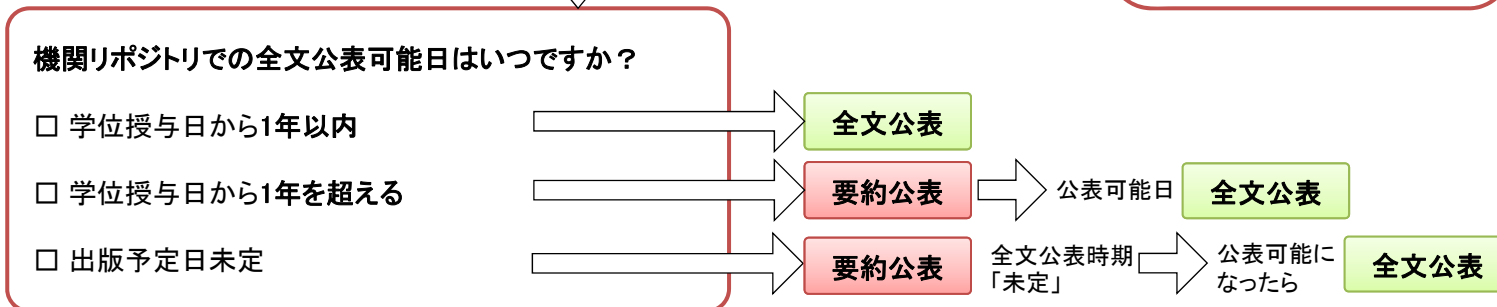 機関リポジトリでの全文公表可能日はいつですか？
□ 学位授与日から1年以内
全文公表
□ 学位授与日から1年を超える
要約公表
公表可能日
全文公表
□ 出版予定日未定
要約公表
全文公表時期
「未定」
公表可能に
なったら
全文公表